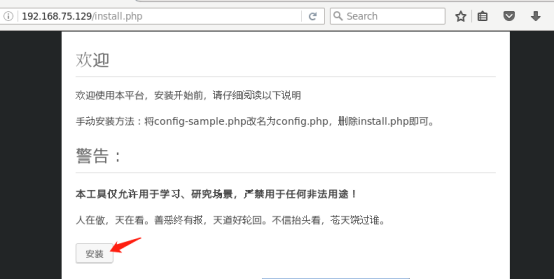 192.168.75.129/install.php
Search
欢迎
欢迎使用本平台，安装开始前，请仔细阅读以下说明
手动安装方法：将config-sample.php改名为config.php，删除install.php即可。
警告：
本工具仅允许用于学习、研究场景，严禁用于任何非法用途！
人在做，天在看。善恶终有报，天道好轮回。不信抬头看，苍天饶过谁。
安装